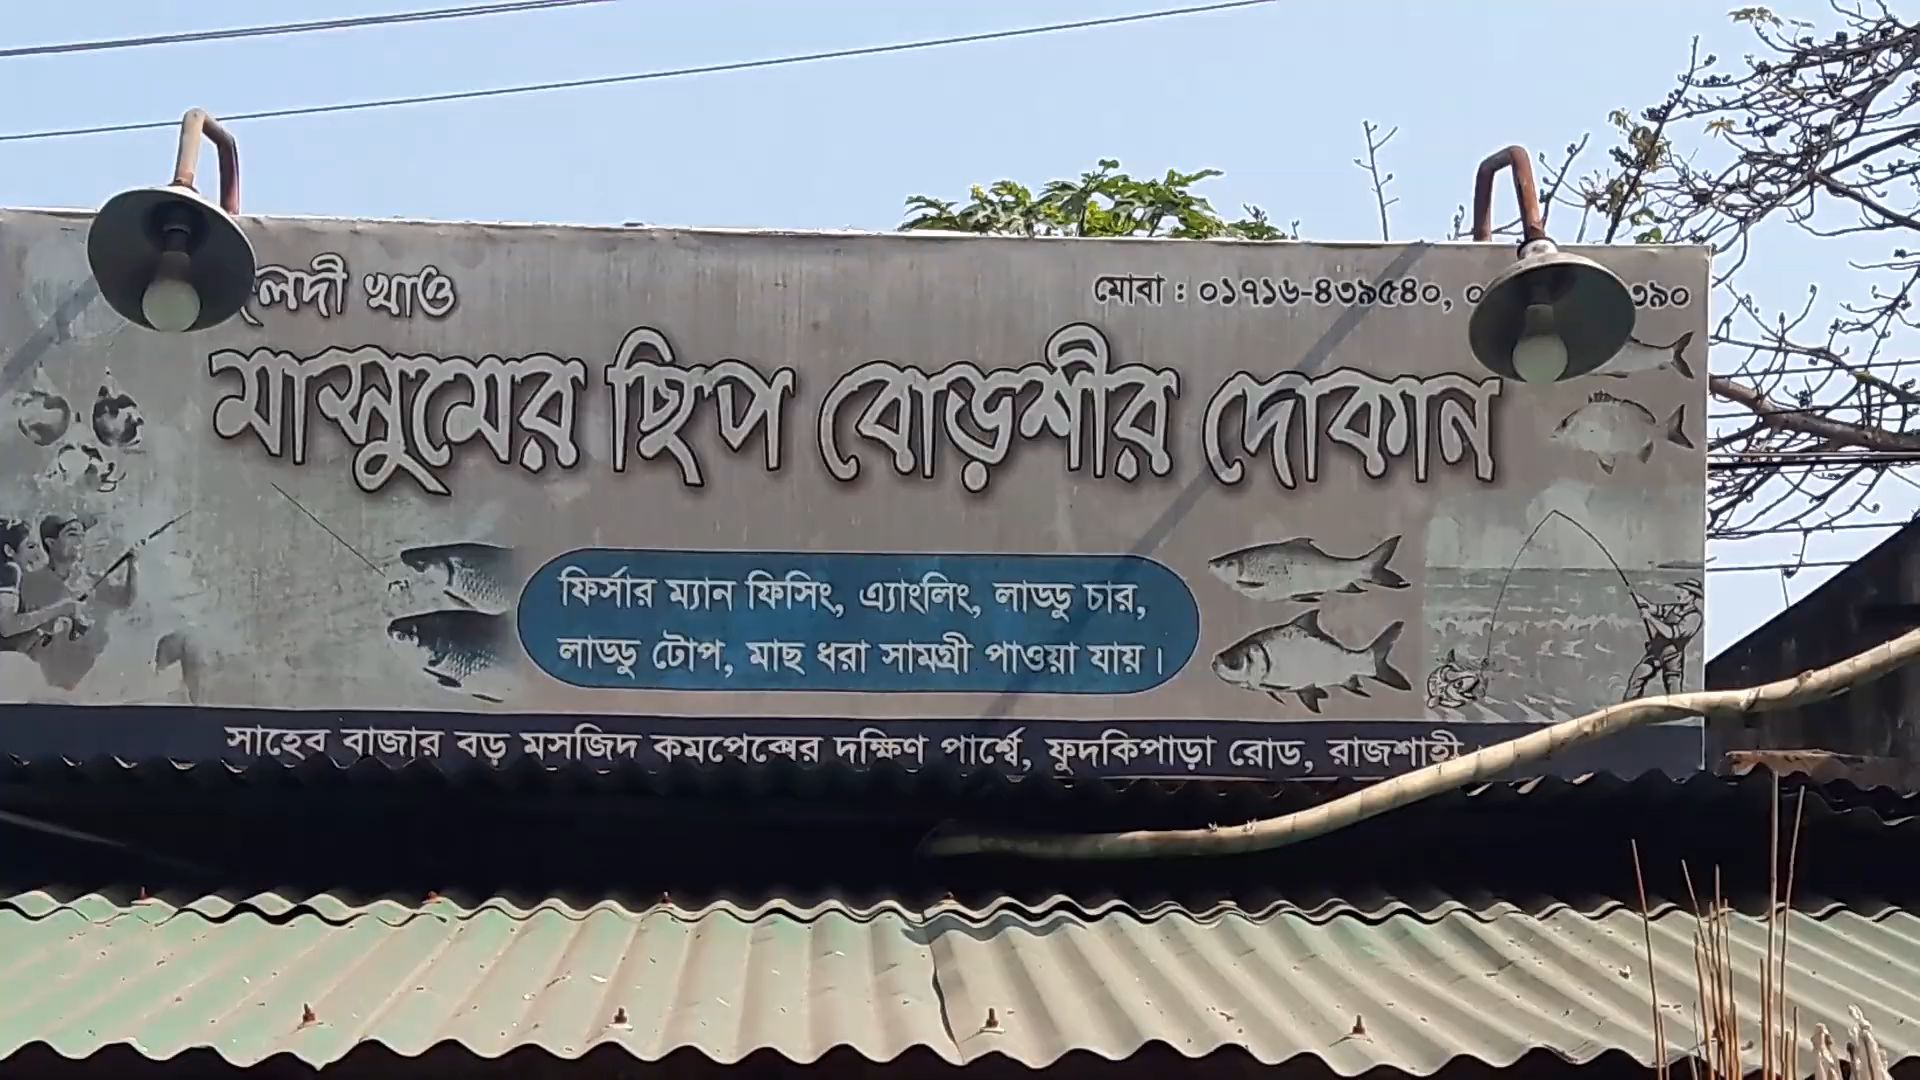 খাও
মোবা : ০১৭১৬-৪৩৯৫৪০,
মাসুমের ছিপ বোড়শীর দোকান
ফির্সার ম্যান ফিসিং, এ্যাংলিং, লাড্ডু চার,
লাড্ডু টোপ, মাছ ধরা সামগ্রী পাওয়া যায়।
সাহেব বাজার বড় মসজিদ কমপেক্সের দক্ষিণ পার্শ্বে, ফুদকিপাড়া রোড, রাজশাহী